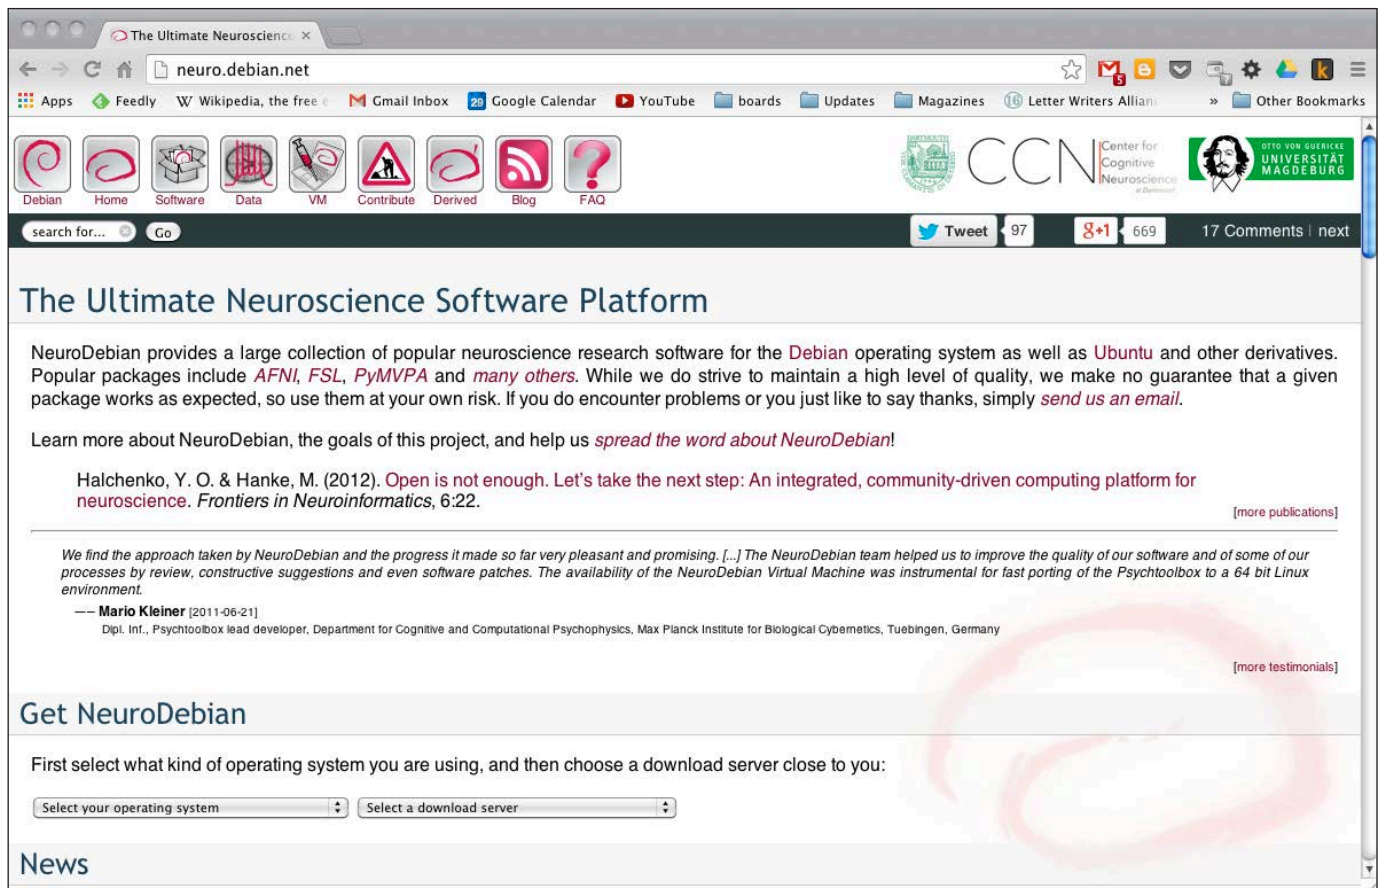 The Ultimate Neuroscience
neuro.debian.net
5
Apps Feedly W Wikipedia, the free e Gmail Inbox 29 Google Calendar YouTube boards Updates Magazines 16 Letter Writers Allian » Other Bookmarks
Debian Home Software Data VM Contribute Derived Blog FAQ
CCN Center for
Cognitive
Neuroscience
at Dartmouth
OTTO VON GUERICKE
UNIVERSITÄT
MAGDEBURG
search for... Go Tweet 97 g+1 669 17 Comments | next
The Ultimate Neuroscience Software Platform
NeuroDebian provides a large collection of popular neuroscience research software for the Debian operating system as well as Ubuntu and other derivatives.
Popular packages include AFNI, FSL, PyMVPA and many others. While we do strive to maintain a high level of quality, we make no guarantee that a given
package works as expected, so use them at your own risk. If you do encounter problems or you just like to say thanks, simply send us an email.
Learn more about NeuroDebian, the goals of this project, and help us spread the word about NeuroDebian!
Halchenko, Y. O. & Hanke, M. (2012). Open is not enough. Let's take the next step: An integrated, community-driven computing platform for
neuroscience. Frontiers in Neuroinformatics, 6:22.
[more publications]
We find the approach taken by NeuroDebian and the progress it made so far very pleasant and promising. [...] The NeuroDebian team helped us to improve the quality of our software and of some of our
processes by review, constructive suggestions and even software patches. The availability of the NeuroDebian Virtual Machine was instrumental for fast porting of the Psychtoolbox to a 64 bit Linux
environment.
—– Mario Kleiner [2011-06-21]
Dipl. Inf., Psychtoolbox lead developer, Department for Cognitive and Computational Psychophysics, Max Planck Institute for Biological Cybernetics, Tuebingen, Germany
[more testimonials]
Get NeuroDebian
First select what kind of operating system you are using, and then choose a download server close to you:
Select your operating system Select a download server
News